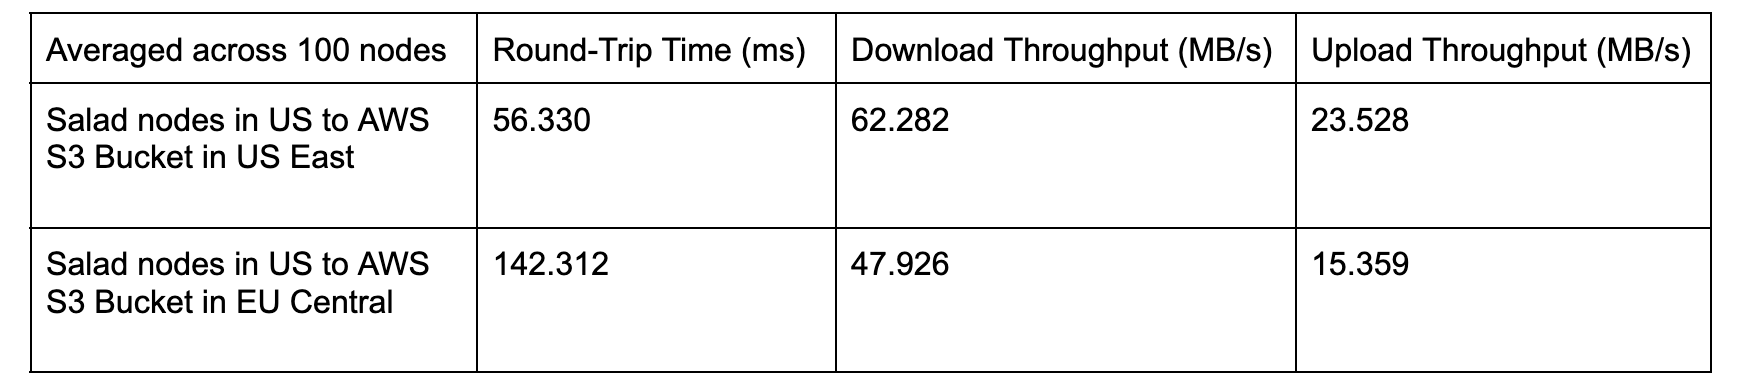 Averaged across 100 nodes Round-Trip Time (ms) Download Throughput (MB/s) Upload Throughput (MB/s)
Salad nodes in US to AWS 56.330 62.282 23.528
S3 Bucket in US East
Salad nodes in US to AWS 142.312 47.926 15.359
S3 Bucket in EU Central